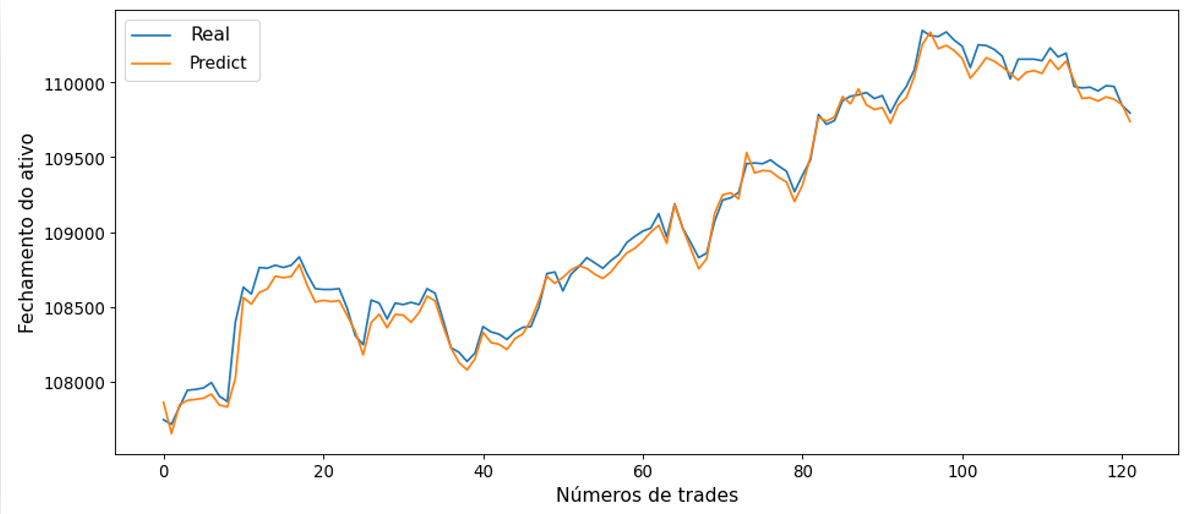 Real
Predict
Fechamento do ativo
110000
109500
109000
108500
108000
0 20 40 60 80 100 120
Números de trades